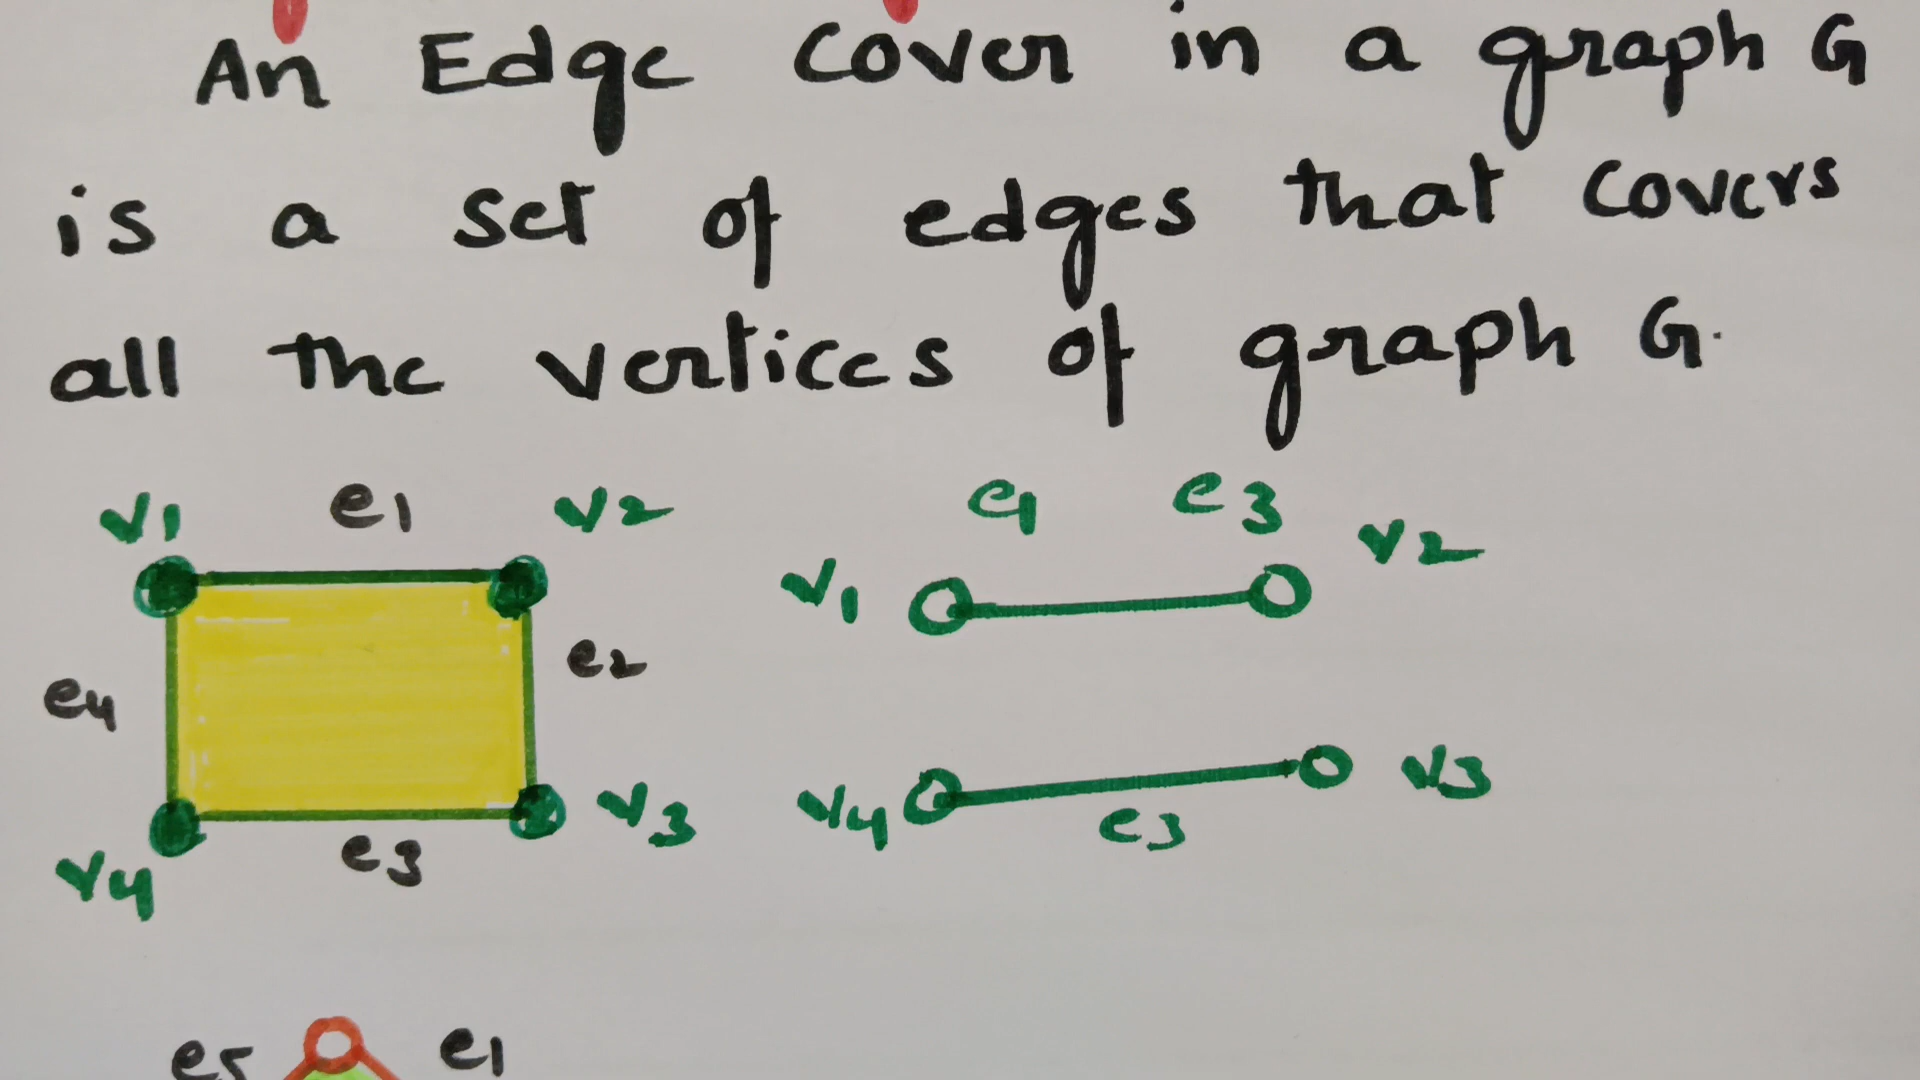 An Edge Cover in a graph G
is a set of edges that covers
all the vertices of graph G.
v1 e1 v2 e1 e3
v1 v2
e4 e2
v4 e3 v3 v4 e3 v3
e5 e1